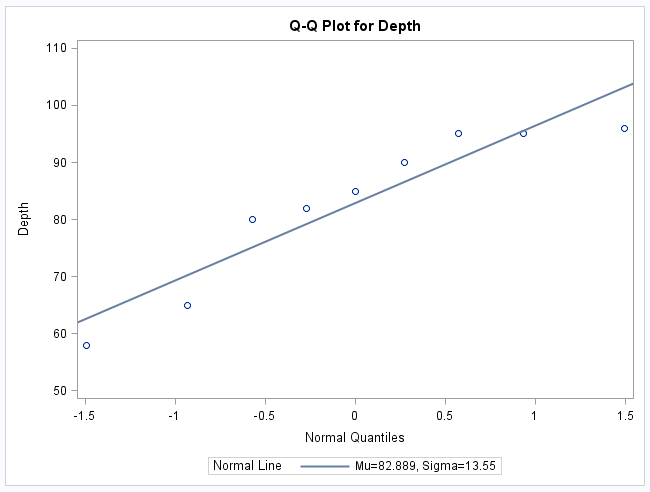 Q-Q Plot for Depth
110
100
90
80
70
60
50
Depth
-1.5 -1 -0.5 0 0.5 1 1.5
Normal Quantiles
Normal Line Mu=82.889, Sigma=13.55